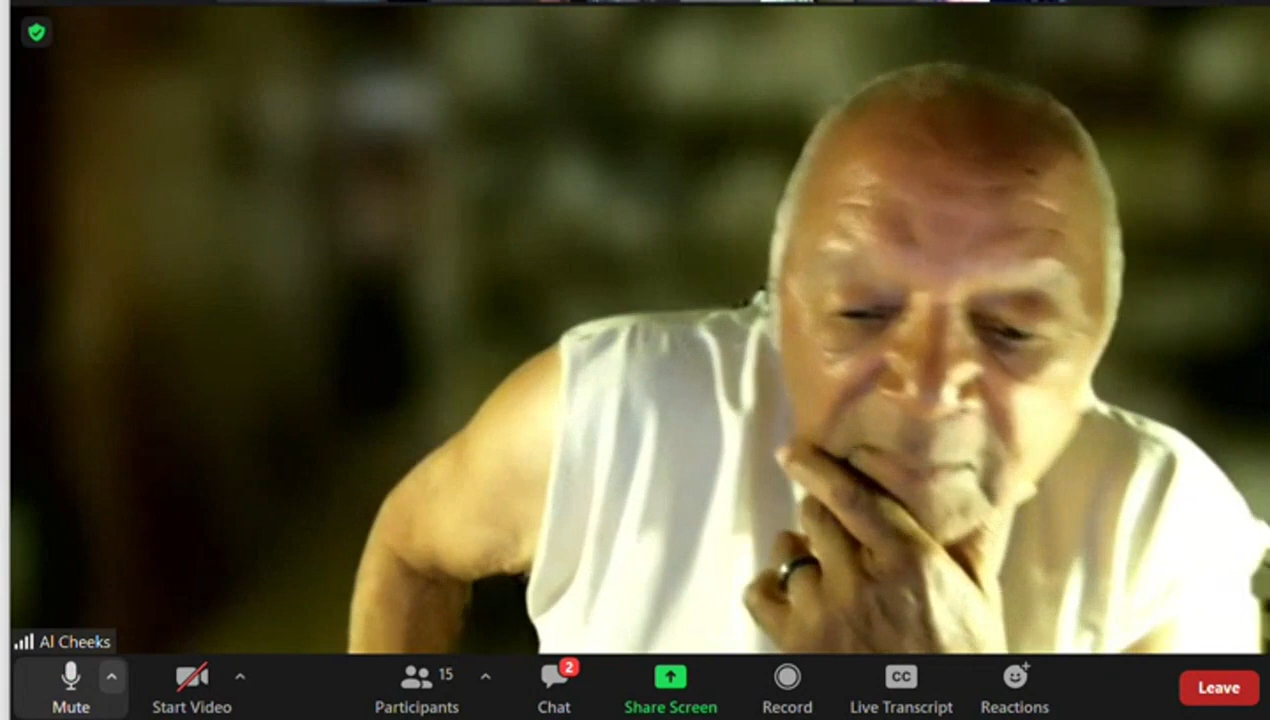 Al Cheeks
15
2
Mute
Start Video
Participants
Chat
Share Screen
CC
Record
Live Transcript
Reactions
Leave